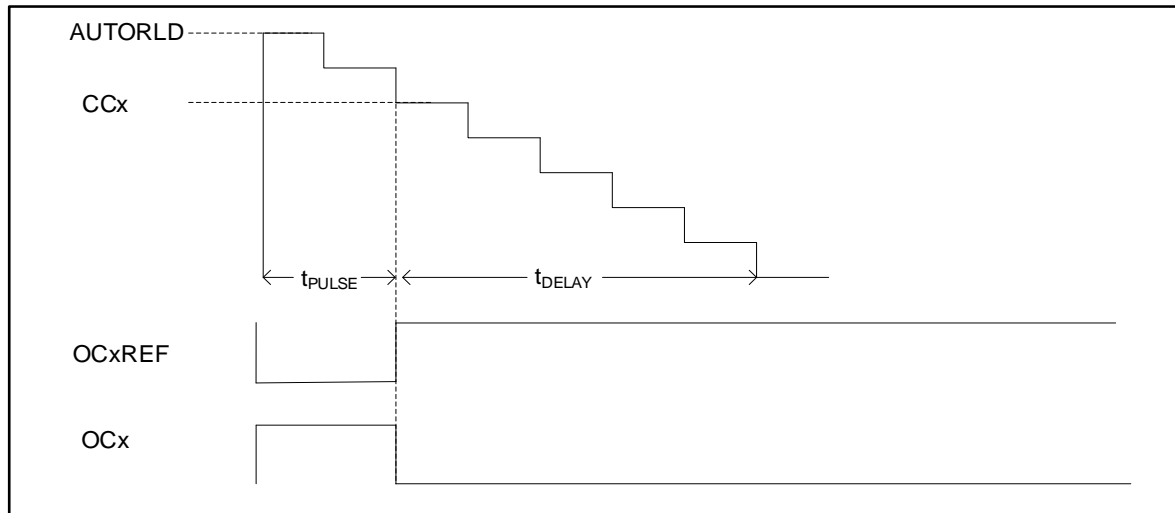 AUTORLD
CCx
tPULSE
tDELAY
OCxREF
OCx